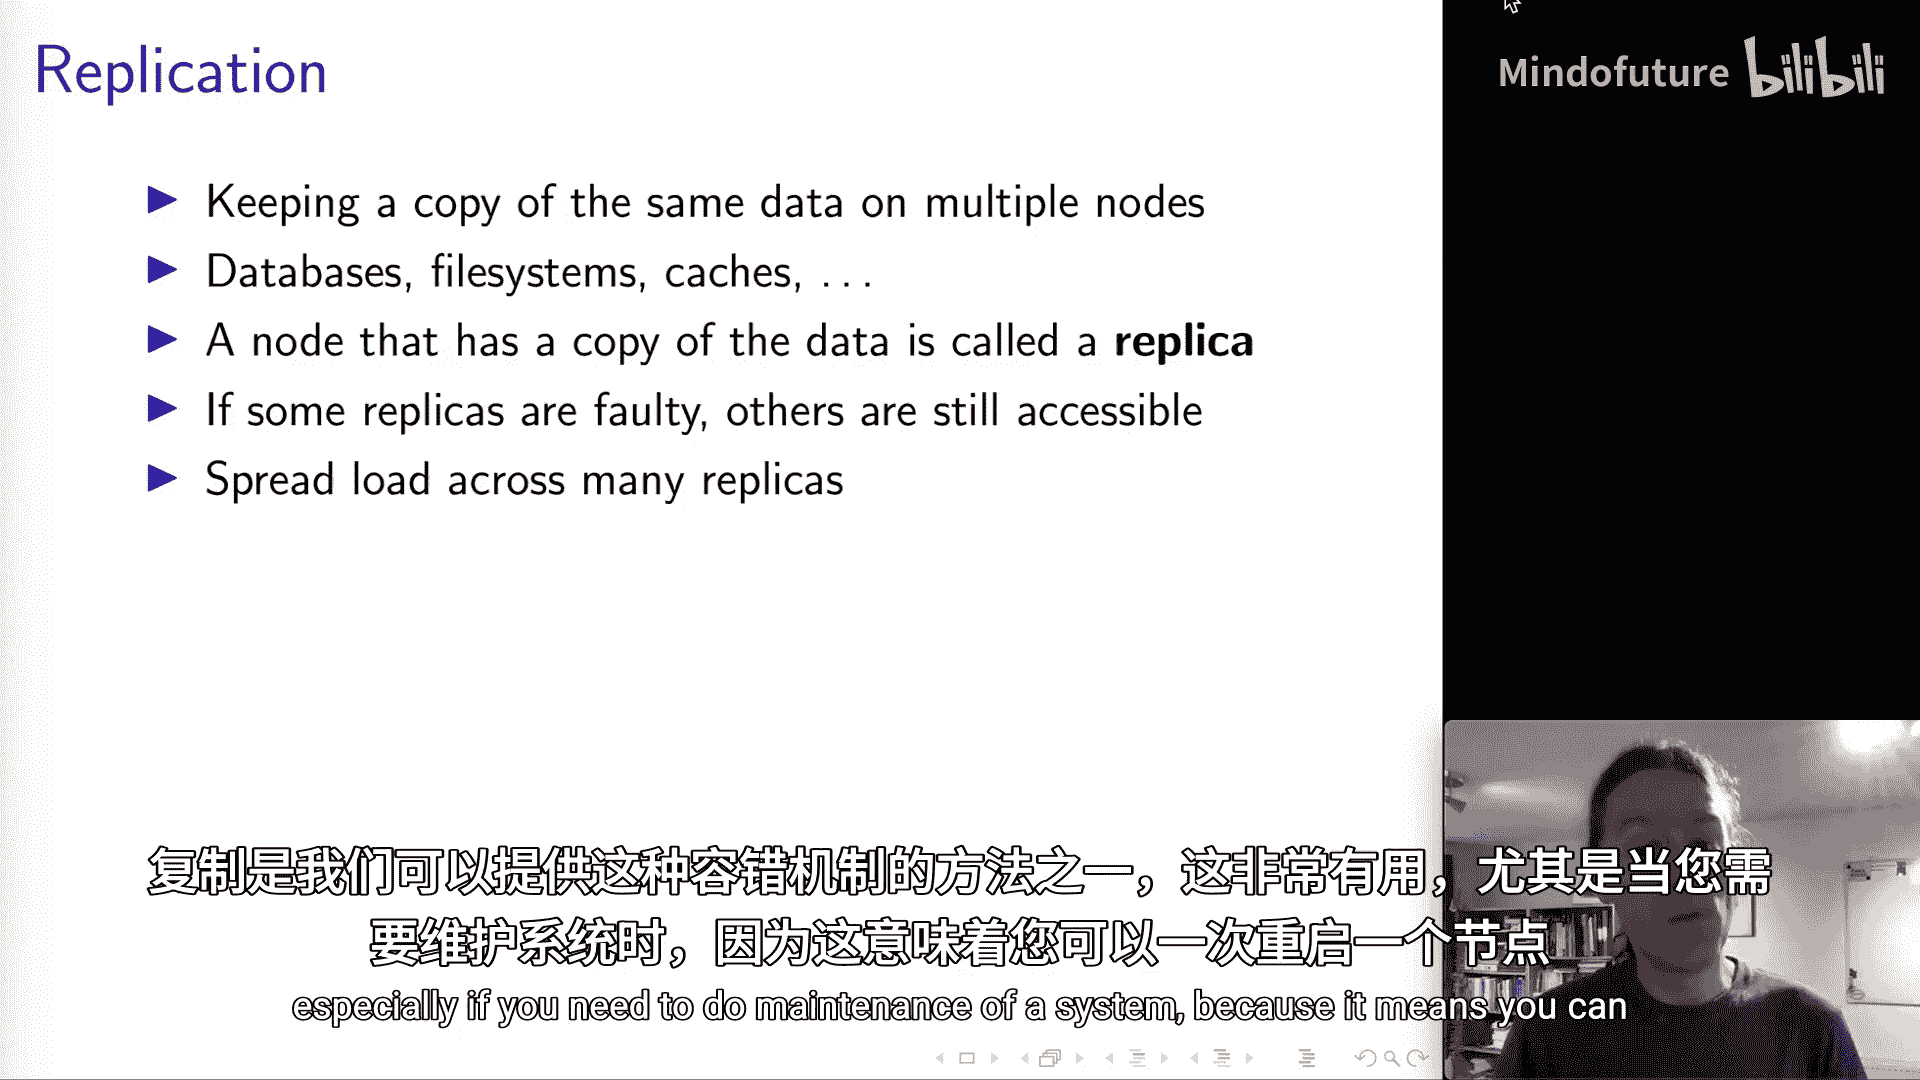 Replication
Mindofuture bilibili
Keeping a copy of the same data on multiple nodes
Databases, filesystems, caches, ...
A node that has a copy of the data is called a replica
If some replicas are faulty, others are still accessible
Spread load across many replicas
复制是我们可以提供这种容错机制的方法之一，这非常有用，尤其是当您需
要维护系统时，因为这意味着您可以一次重启一个节点
especially if you need to do maintenance of a system, because it means you can